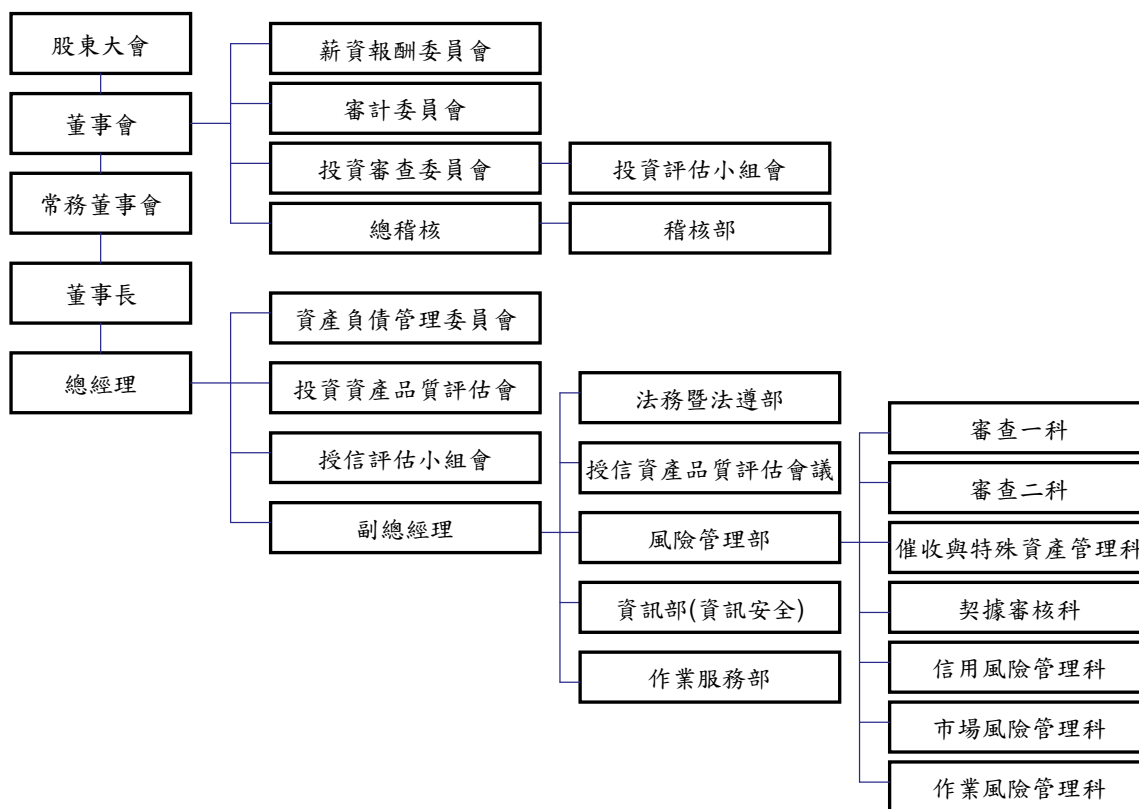 股東大會
董事會
常務董事會
董事長
總經理
薪資報酬委員會
審計委員會
投資審查委員會
總稽核
投資評估小組會
稽核部
資產負債管理委員會
投資資產品質評估會
授信評估小組會
副總經理
法務暨法遵部
授信資產品質評估會議
風險管理部
資訊部(資訊安全)
作業服務部
審查一科
審查二科
催收與特殊資產管理科
契據審核科
信用風險管理科
市場風險管理科
作業風險管理科